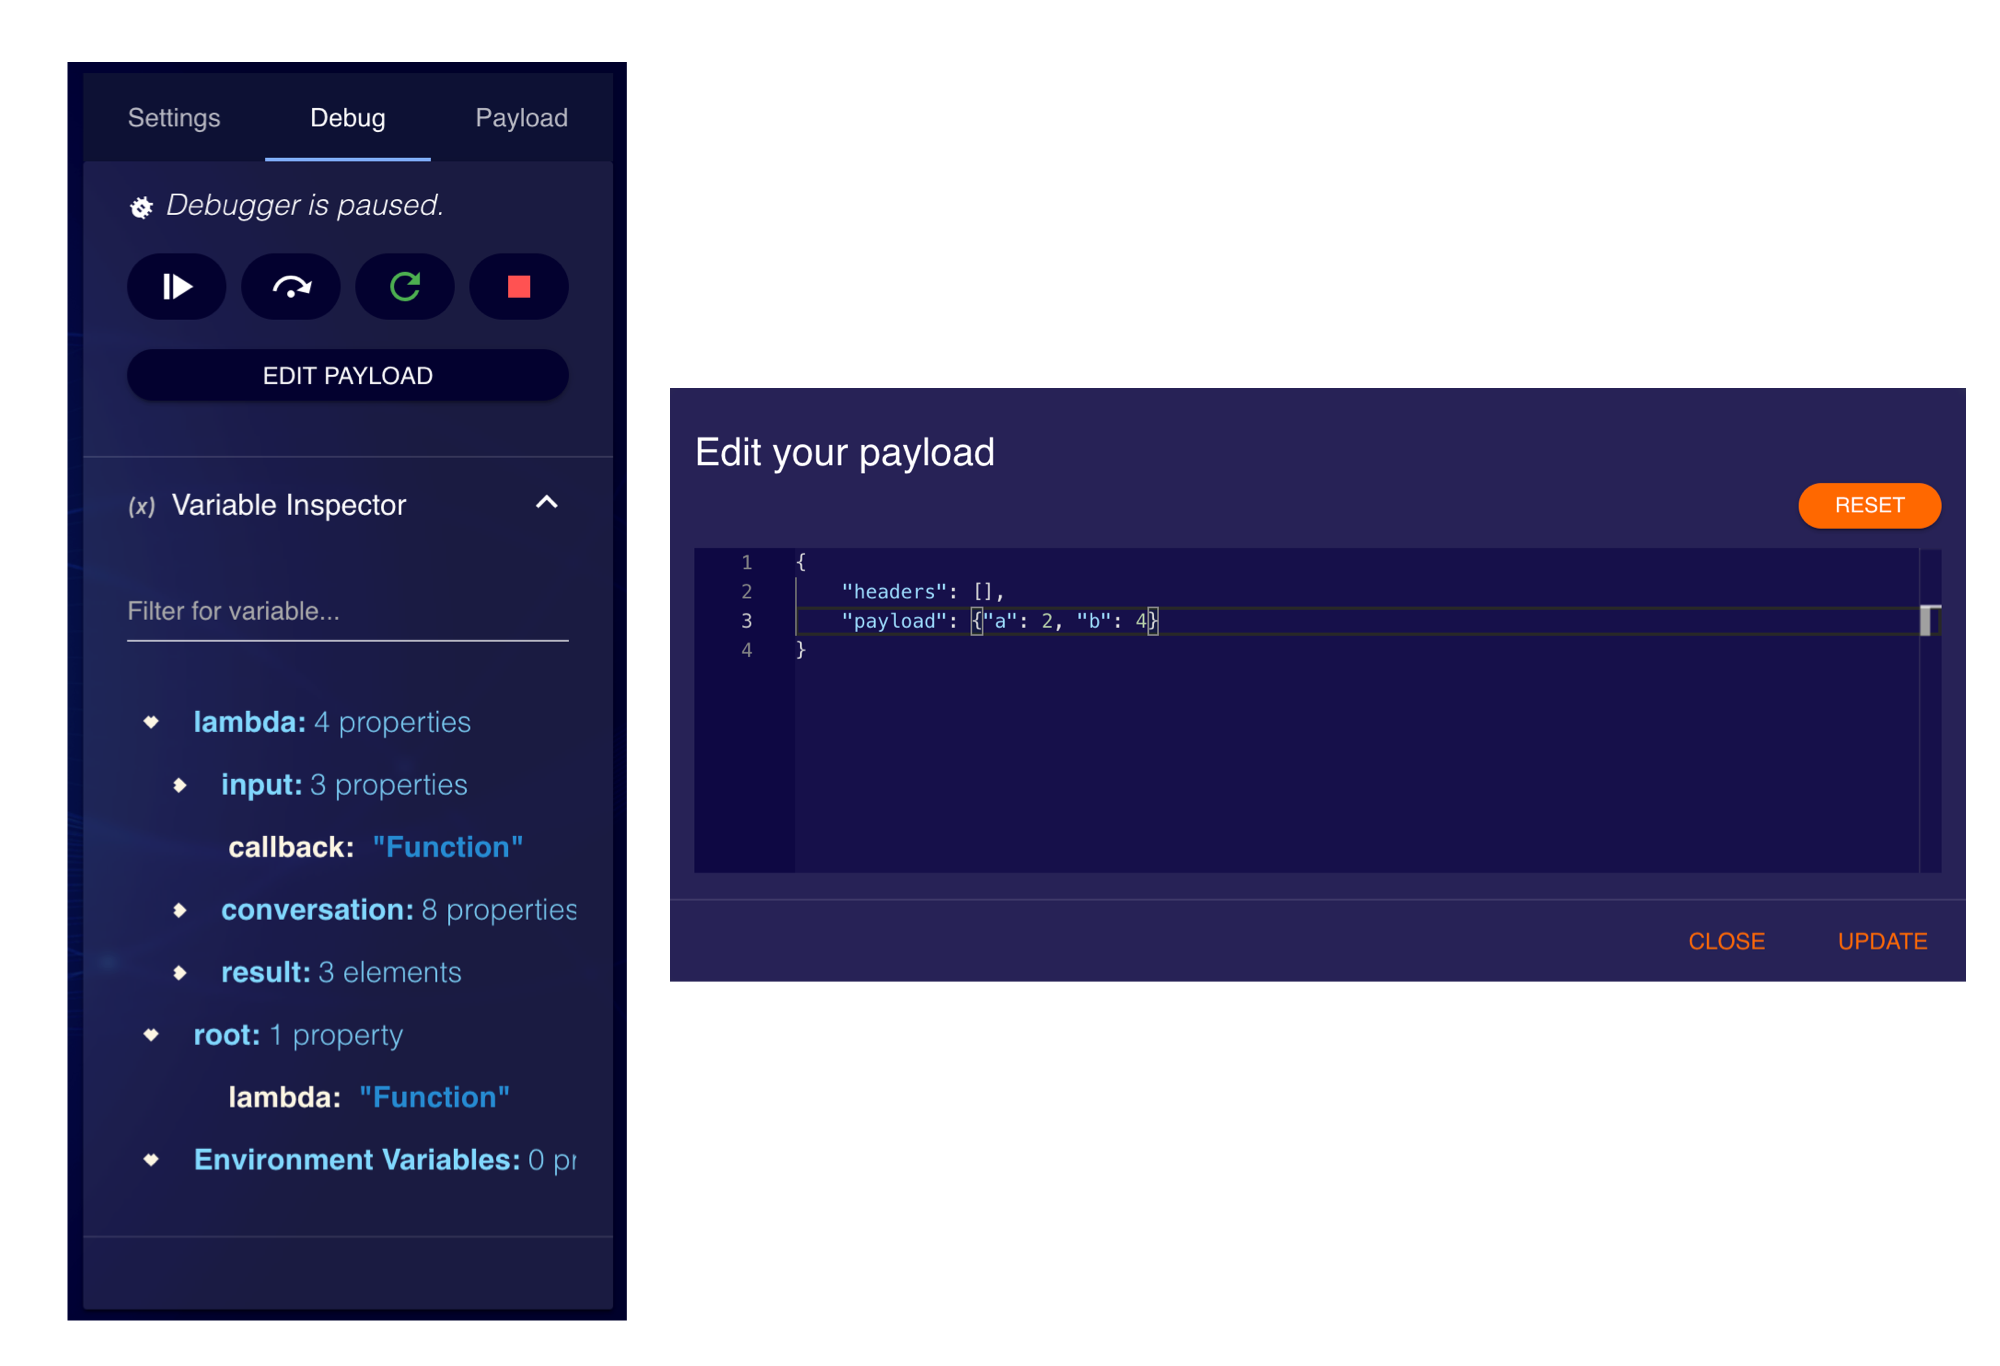 Settings Debug Payload
Debugger is paused.
EDIT PAYLOAD
(x) Variable Inspector
Filter for variable...
lambda: 4 properties
input: 3 properties
callback: "Function"
conversation: 8 properties
result: 3 elements
root: 1 property
lambda: "Function"
Environment Variables: 0 pr
Edit your payload
RESET
1 {
2 "headers": [],
3 "payload": {"a": 2, "b": 4}
4 }
CLOSE UPDATE